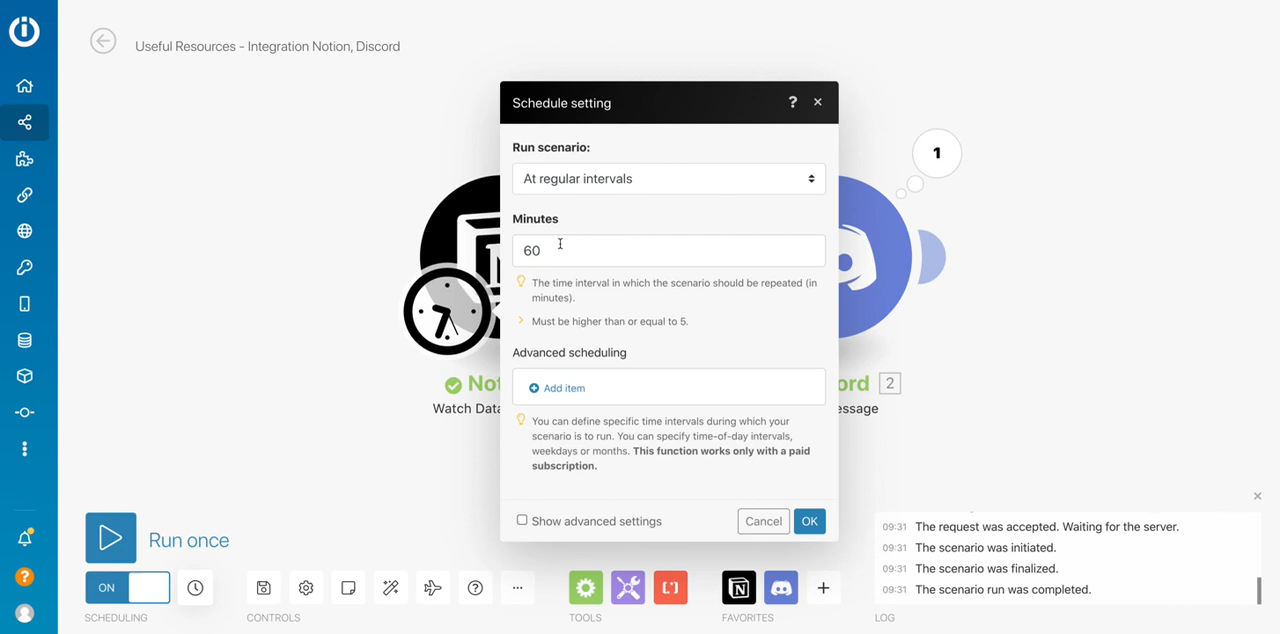 Useful Resources - Integration Notion, Discord
Schedule setting
?
Run scenario:
At regular intervals
Minutes
60
The time interval in which the scenario should be repeated (in
minutes).
Must be higher than or equal to 5.
Advanced scheduling
Add item
You can define specific time intervals during which your
scenario is to run. You can specify time-of-day intervals,
weekdays or months. This function works only with a paid
subscription.
Show advanced settings
Cancel
OK
1
Not
Watch Data
ord 2
essage
Run once
ON
SCHEDULING
CONTROLS
TOOLS
FAVORITES
09:31 The request was accepted. Waiting for the server.
09:31 The scenario was initiated.
09:31 The scenario was finalized.
09:31 The scenario run was completed.
LOG